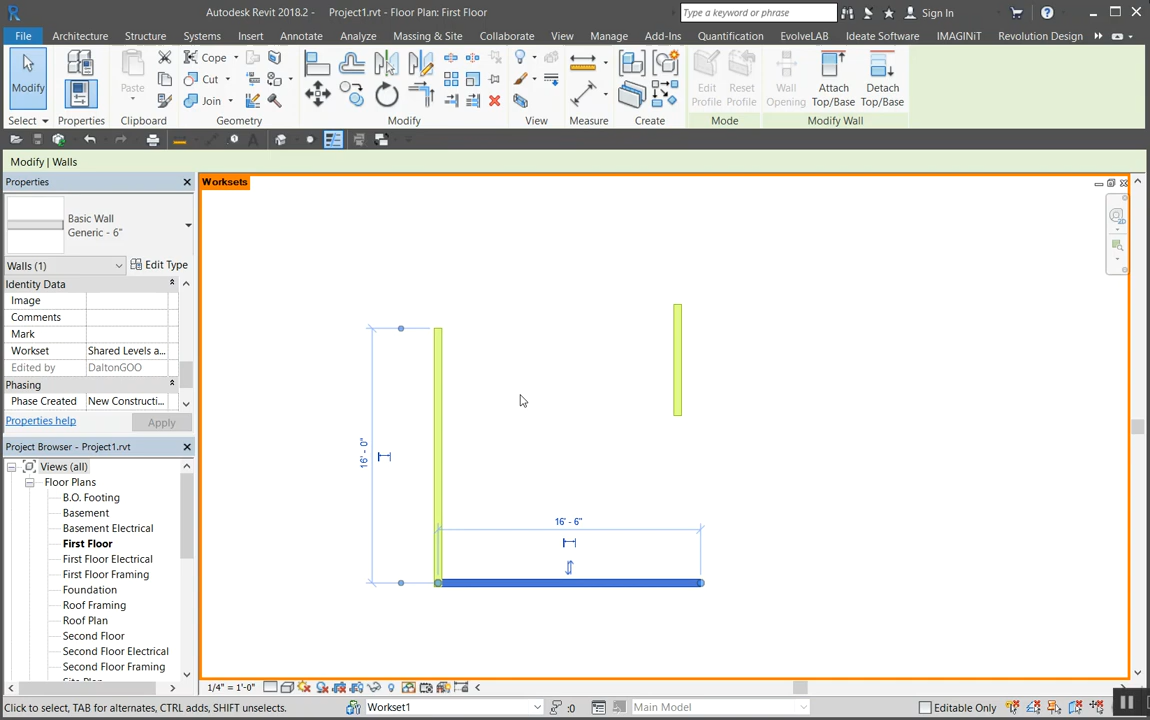 Autodesk Revit 2018.2 - Project1.rvt - Floor Plan: First Floor
Type a keyword or phrase
Sign In
File Architecture Structure Systems Insert Annotate Analyze Massing & Site Collaborate View Manage Add-Ins Quantification EvolveLAB Ideate Software IMAGINiT Revolution Design
Modify
Paste
Cope
Cut
Join
Edit Profile
Reset Profile
Wall Opening
Attach Top/Base
Detach Top/Base
Select Properties Clipboard Geometry Modify View Measure Create Mode Modify Wall
Modify | Walls
Properties
Worksets
Basic Wall
Generic - 6"
Walls (1)
Edit Type
Identity Data
Image
Comments
Mark
Workset Shared Levels a...
Edited by DaltonGOO
Phasing
Phase Created New Constructi...
Properties help
Apply
Project Browser - Project1.rvt
Views (all)
Floor Plans
B.O. Footing
Basement
Basement Electrical
First Floor
First Floor Electrical
First Floor Framing
Foundation
Roof Framing
Roof Plan
Second Floor
Second Floor Electrical
Second Floor Framing
16' - 0"
16' - 6"
1/4" = 1'-0"
Click to select, TAB for alternates, CTRL adds, SHIFT unselects.
Workset1
:0
Main Model
Editable Only